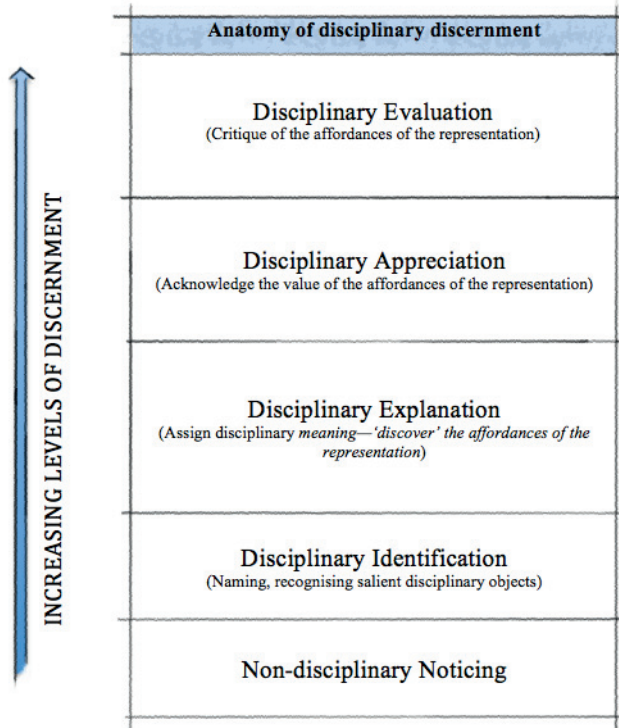 Anatomy of disciplinary discernment
Disciplinary Evaluation
(Critique of the affordances of the representation)
Disciplinary Appreciation
(Acknowledge the value of the affordances of the representation)
Disciplinary Explanation
(Assign disciplinary meaning—‘discover’ the affordances of the
representation)
Disciplinary Identification
(Naming, recognising salient disciplinary objects)
Non-disciplinary Noticing
INCREASING LEVELS OF DISCERNMENT